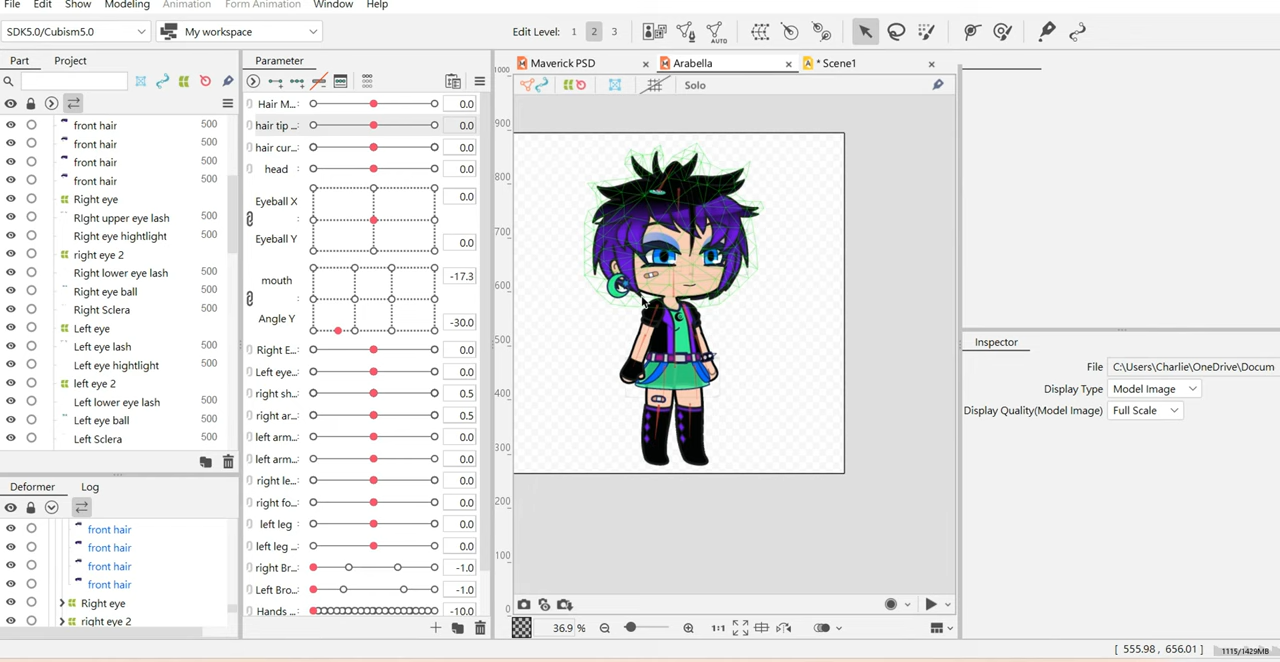 File Edit Show Modeling Animation Form Animation Window Help
SDK5.0/Cubism5.0 My workspace Edit Level: 1 2 3 AUTO
Part Project Parameter Maverick PSD × Arabella × * Scene1 ×
Solo
front hair 500
front hair 500
front hair 500
front hair 500
Right eye 500
RIght upper eye lash 500
Right eye hightlight 500
right eye 2
Right lower eye lash 500
Right eye ball 500
Right Sclera 500
Left eye
Left eye lash 500
Left eye hightlight 500
left eye 2
Left lower eye lash 500
Left eye ball 500
Left Sclera 500
Deformer Log
front hair
front hair
front hair
front hair
Right eye
right eye 2
Hair M... : 0.0
hair tip ... : 0.0
hair cur... : 0.0
head : 0.0
Eyeball X 0.0
:
Eyeball Y 0.0
mouth -17.3
:
Angle Y -30.0
Right E... : 0.0
Left eye... : 0.0
right sh... : 0.5
right ar... : 0.5
left arm... : 0.0
left arm... : 0.0
right le... : 0.0
right fo... : 0.0
left leg : 0.0
left leg ... : 0.0
right Br... : -1.0
Left Bro... : -1.0
Hands ... : -10.0
1000
900
800
700
600
500
400
300
200
100
0
36.9 % 1:1
Inspector
File C:\Users\Charlie\OneDrive\Docum
Display Type Model Image
Display Quality(Model Image) Full Scale
[ 555.98, 656.01 ] 1115/1429MB